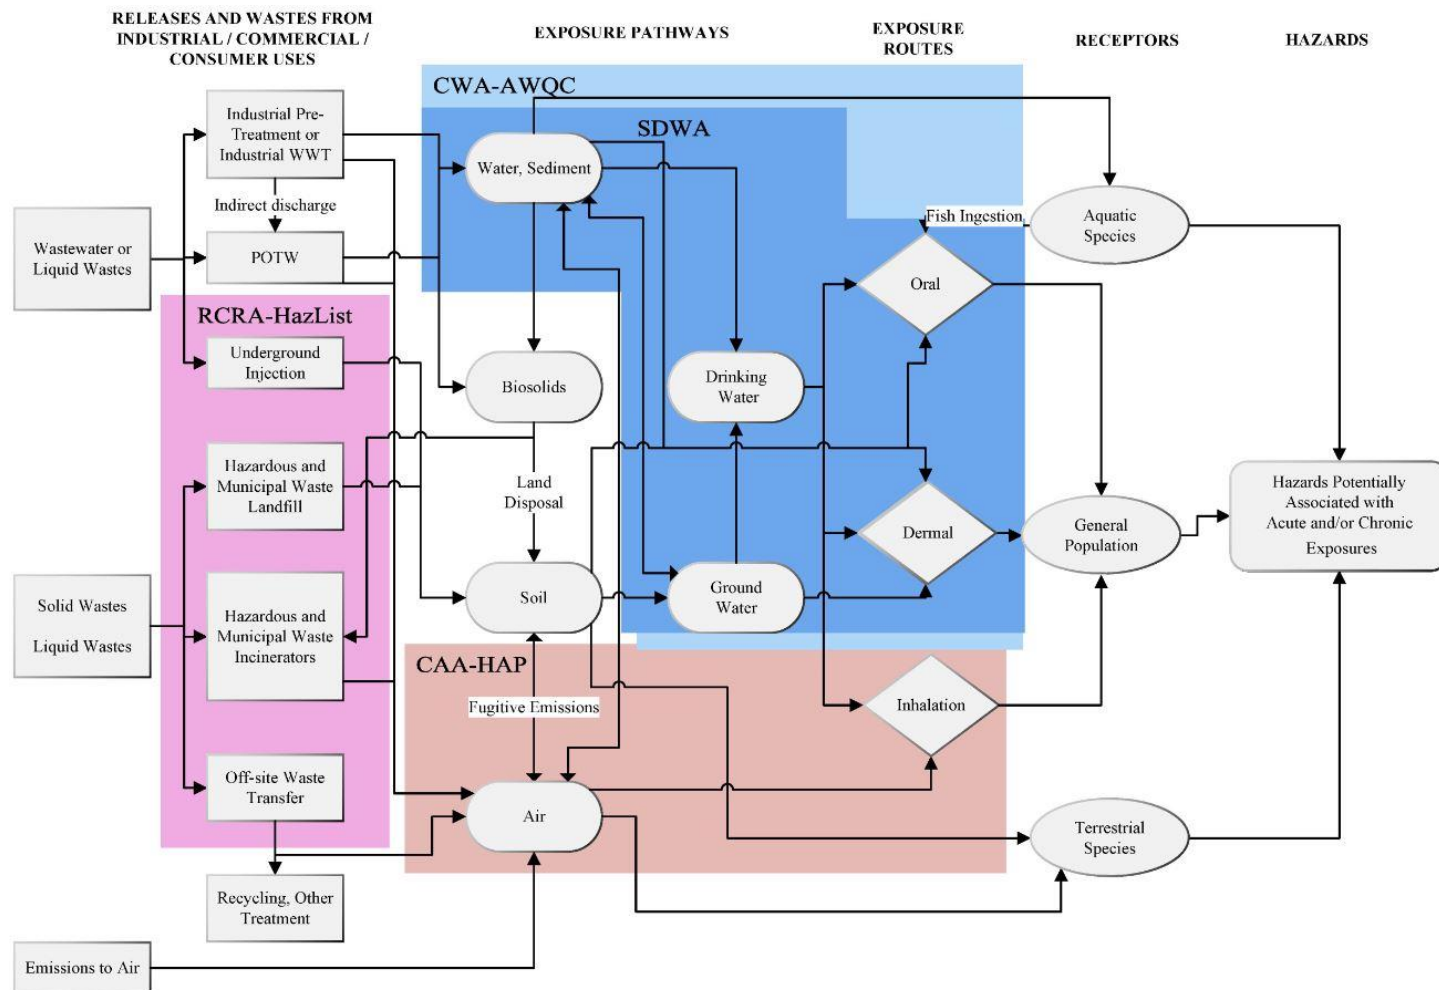 RELEASES AND WASTES FROM
INDUSTRIAL / COMMERCIAL /
CONSUMER USES
EXPOSURE PATHWAYS
EXPOSURE
ROUTES
RECEPTORS
HAZARDS
CWA-AWQC
SDWA
Industrial Pre-
Treatment or
Industrial WWT
Water, Sediment
Indirect discharge
Wastewater or
Liquid Wastes
POTW
Fish Ingestion
Aquatic
Species
Oral
RCRA-HazList
Underground
Injection
Biosolids
Drinking
Water
Hazardous and
Municipal Waste
Landfill
Land
Disposal
Dermal
General
Population
Hazards Potentially
Associated with
Acute and/or Chronic
Exposures
Solid Wastes
Liquid Wastes
Hazardous and
Municipal Waste
Incinerators
Soil
Ground
Water
CAA-HAP
Fugitive Emissions
Inhalation
Off-site Waste
Transfer
Air
Terrestrial
Species
Recycling, Other
Treatment
Emissions to Air